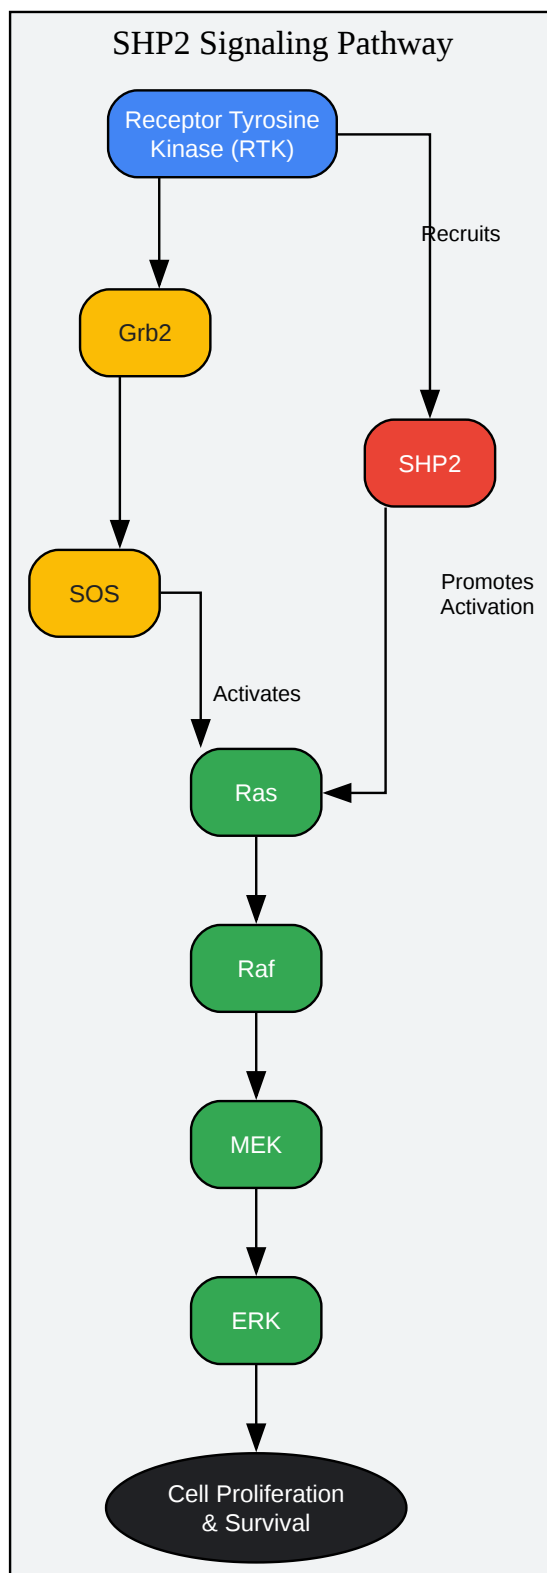 SHP2 Signaling Pathway
Receptor Tyrosine
Kinase (RTK)
Recruits
Grb2
SHP2
SOS
Promotes
Activation
Activates
Ras
Raf
MEK
ERK
Cell Proliferation
& Survival